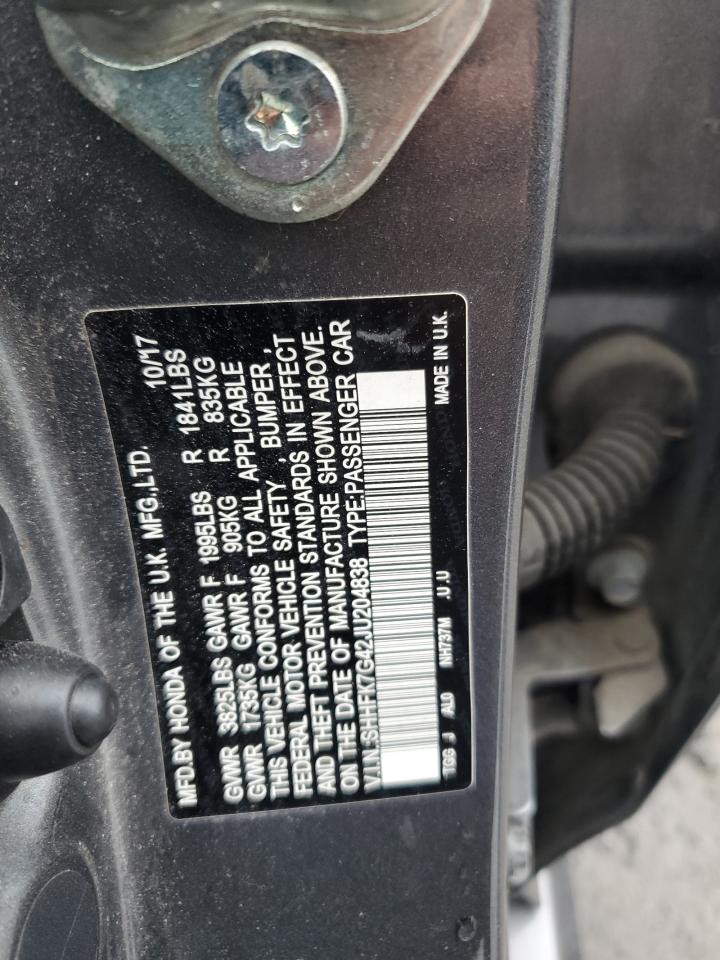 MFD.BY HONDA OF THE U.K. MFG.,LTD. 10/17
GVWR 3825LBS GAWR F 1995LBS R 1841LBS
GVWR 1735KG GAWR F 905KG R 835KG
THIS VEHICLE CONFORMS TO ALL APPLICABLE
FEDERAL MOTOR VEHICLE SAFETY , BUMPER ,
AND THEFT PREVENTION STANDARDS IN EFFECT
ON THE DATE OF MANUFACTURE SHOWN ABOVE.
V.I.N.:SHHFK7G42JU204838 TYPE:PASSENGER CAR
TGG J AL0 NH737M .U.U MADE IN U.K.